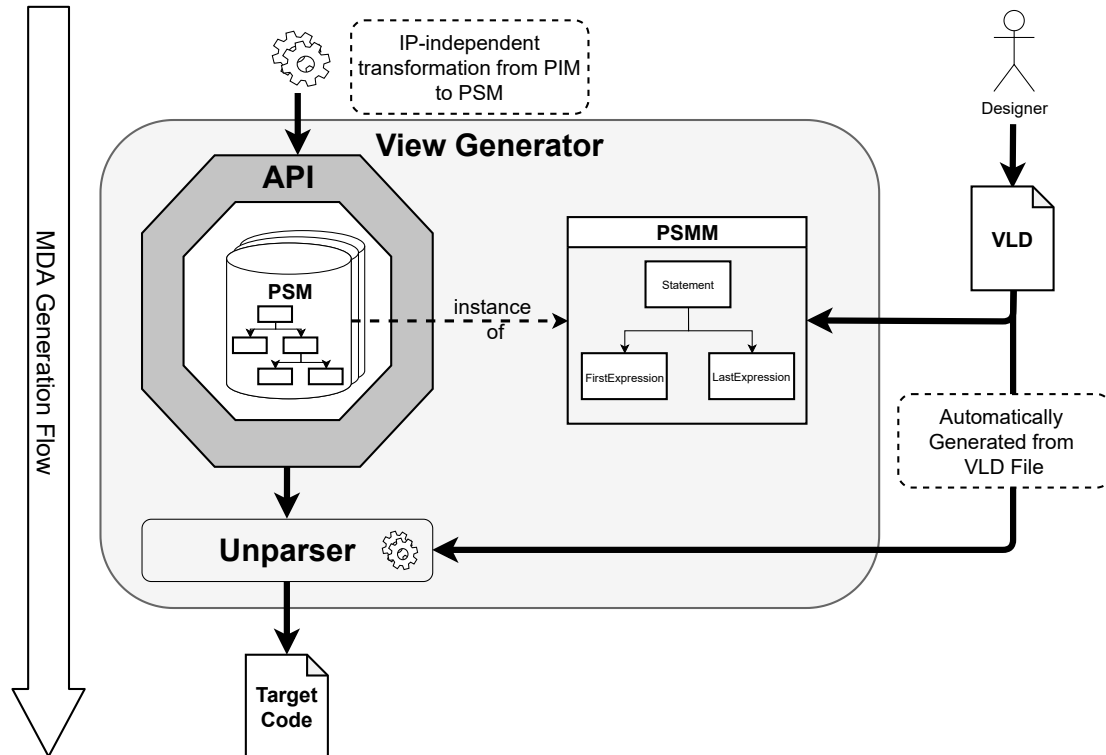 MDA Generation Flow
IP-independent
transformation from PIM
to PSM
Designer
View Generator
API
PSM
instance
of
PSMM
Statement
FirstExpression
LastExpression
VLD
Automatically
Generated from
VLD File
Unparser
Target
Code